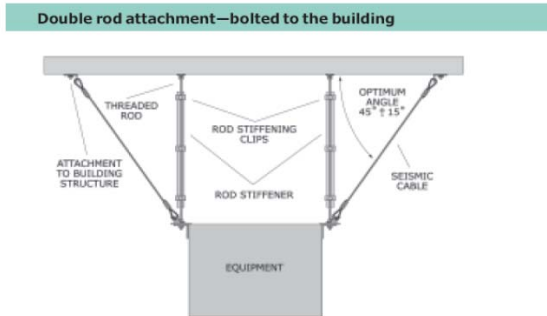 Double rod attachment—bolted to the building
THREADED
ROD
ROD STIFFENING
CLIPS
OPTIMUM
ANGLE
45° ↑ 15°
ATTACHMENT
TO BUILDING
STRUCTURE
ROD STIFFENER
SEISMIC
CABLE
EQUIPMENT